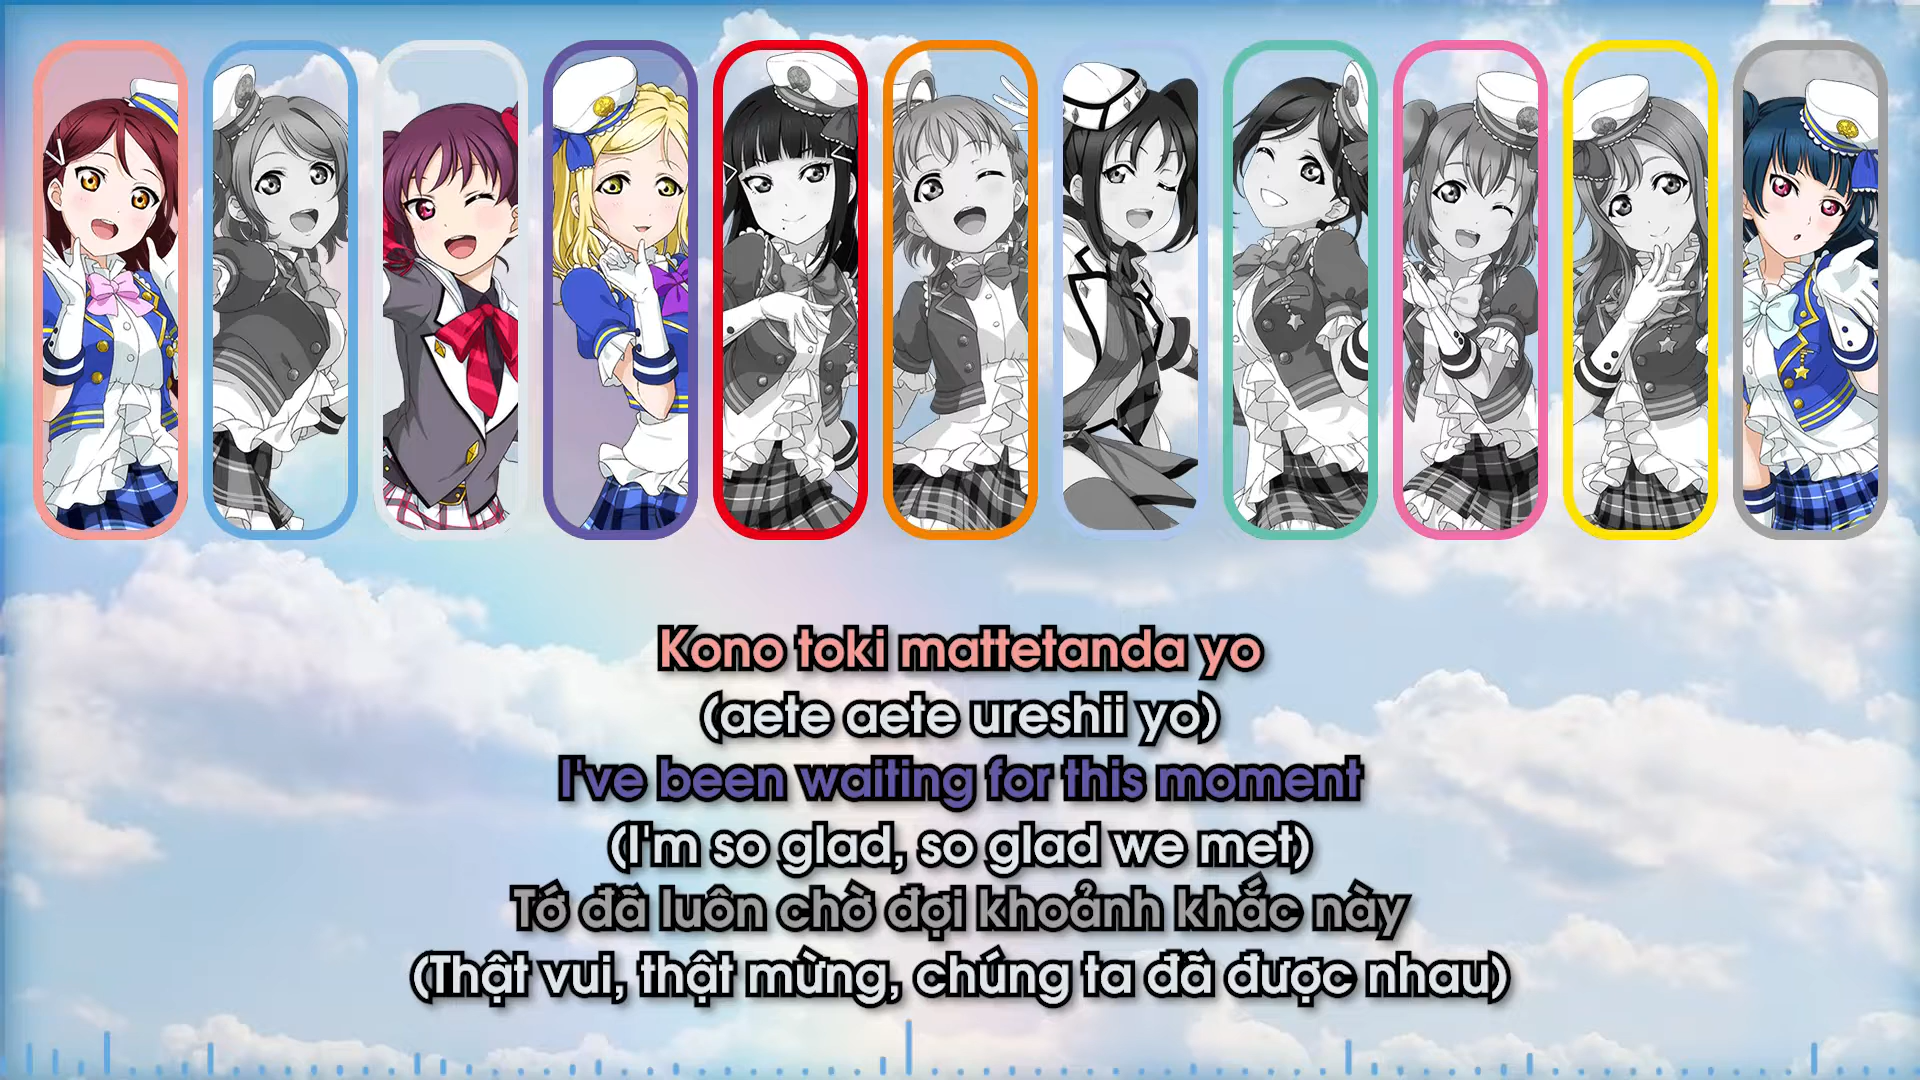 Kono toki mattetanda yo
(aete aete ureshii yo)
I've been waiting for this moment
(I'm so glad, so glad we met)
Tớ đã luôn chờ đợi khoảnh khắc này
(Thật vui, thật mừng, chúng ta đã được nhau)